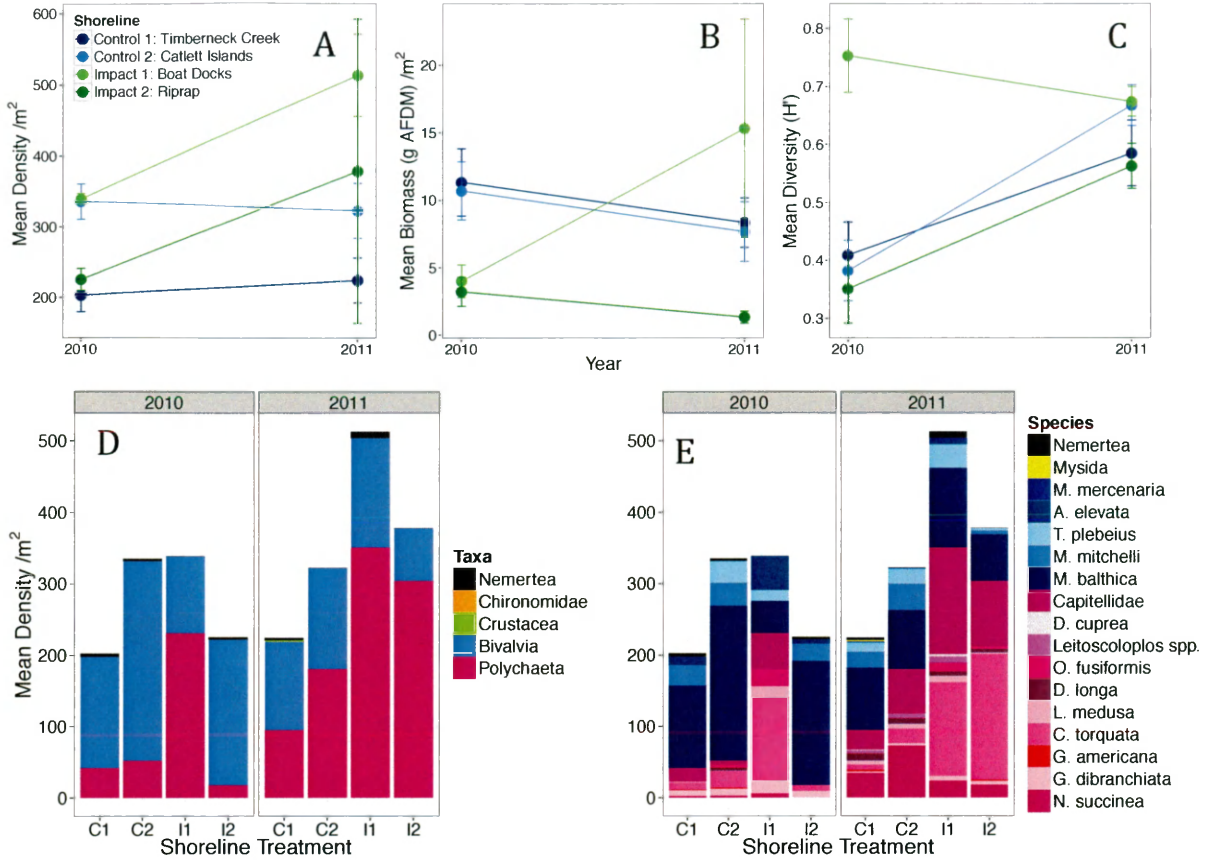 Shoreline
Control 1: Timberneck Creek
Control 2: Catlett Islands
Impact 1: Boat Docks
Impact 2: Riprap
A
Mean Density /m²
600
500
400
300
200
2010
2011
B
Mean Biomass (g AFDM) /m²
20
15
10
5
0
2010
2011
Year
C
Mean Diversity (H')
0.8
0.7
0.6
0.5
0.4
0.3
2010
2011
D
2010
2011
Mean Density /m²
500
400
300
200
100
0
C1 C2 I1 I2
C1 C2 I1 I2
Shoreline Treatment
Taxa
Nemertea
Chironomidae
Crustacea
Bivalvia
Polychaeta
E
2010
2011
500
400
300
200
100
0
C1 C2 I1 I2
C1 C2 I1 I2
Shoreline Treatment
Species
Nemertea
Mysida
M. mercenaria
A. elevata
T. plebeius
M. mitchelli
M. balthica
Capitellidae
D. cuprea
Leitoscoloplos spp.
O. fusiformis
D. longa
L. medusa
C. torquata
G. americana
G. dibranchiata
N. succinea